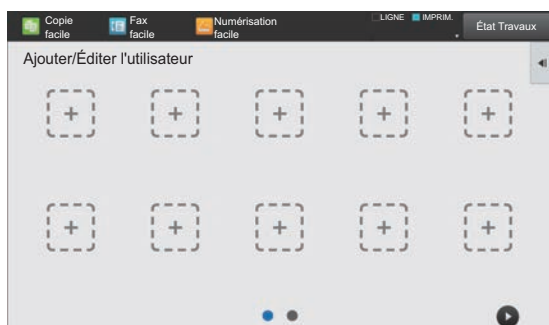 Copie
facile
Fax
facile
Numérisation
facile
LIGNE
IMPRIM.
État Travaux
Ajouter/Éditer l'utilisateur